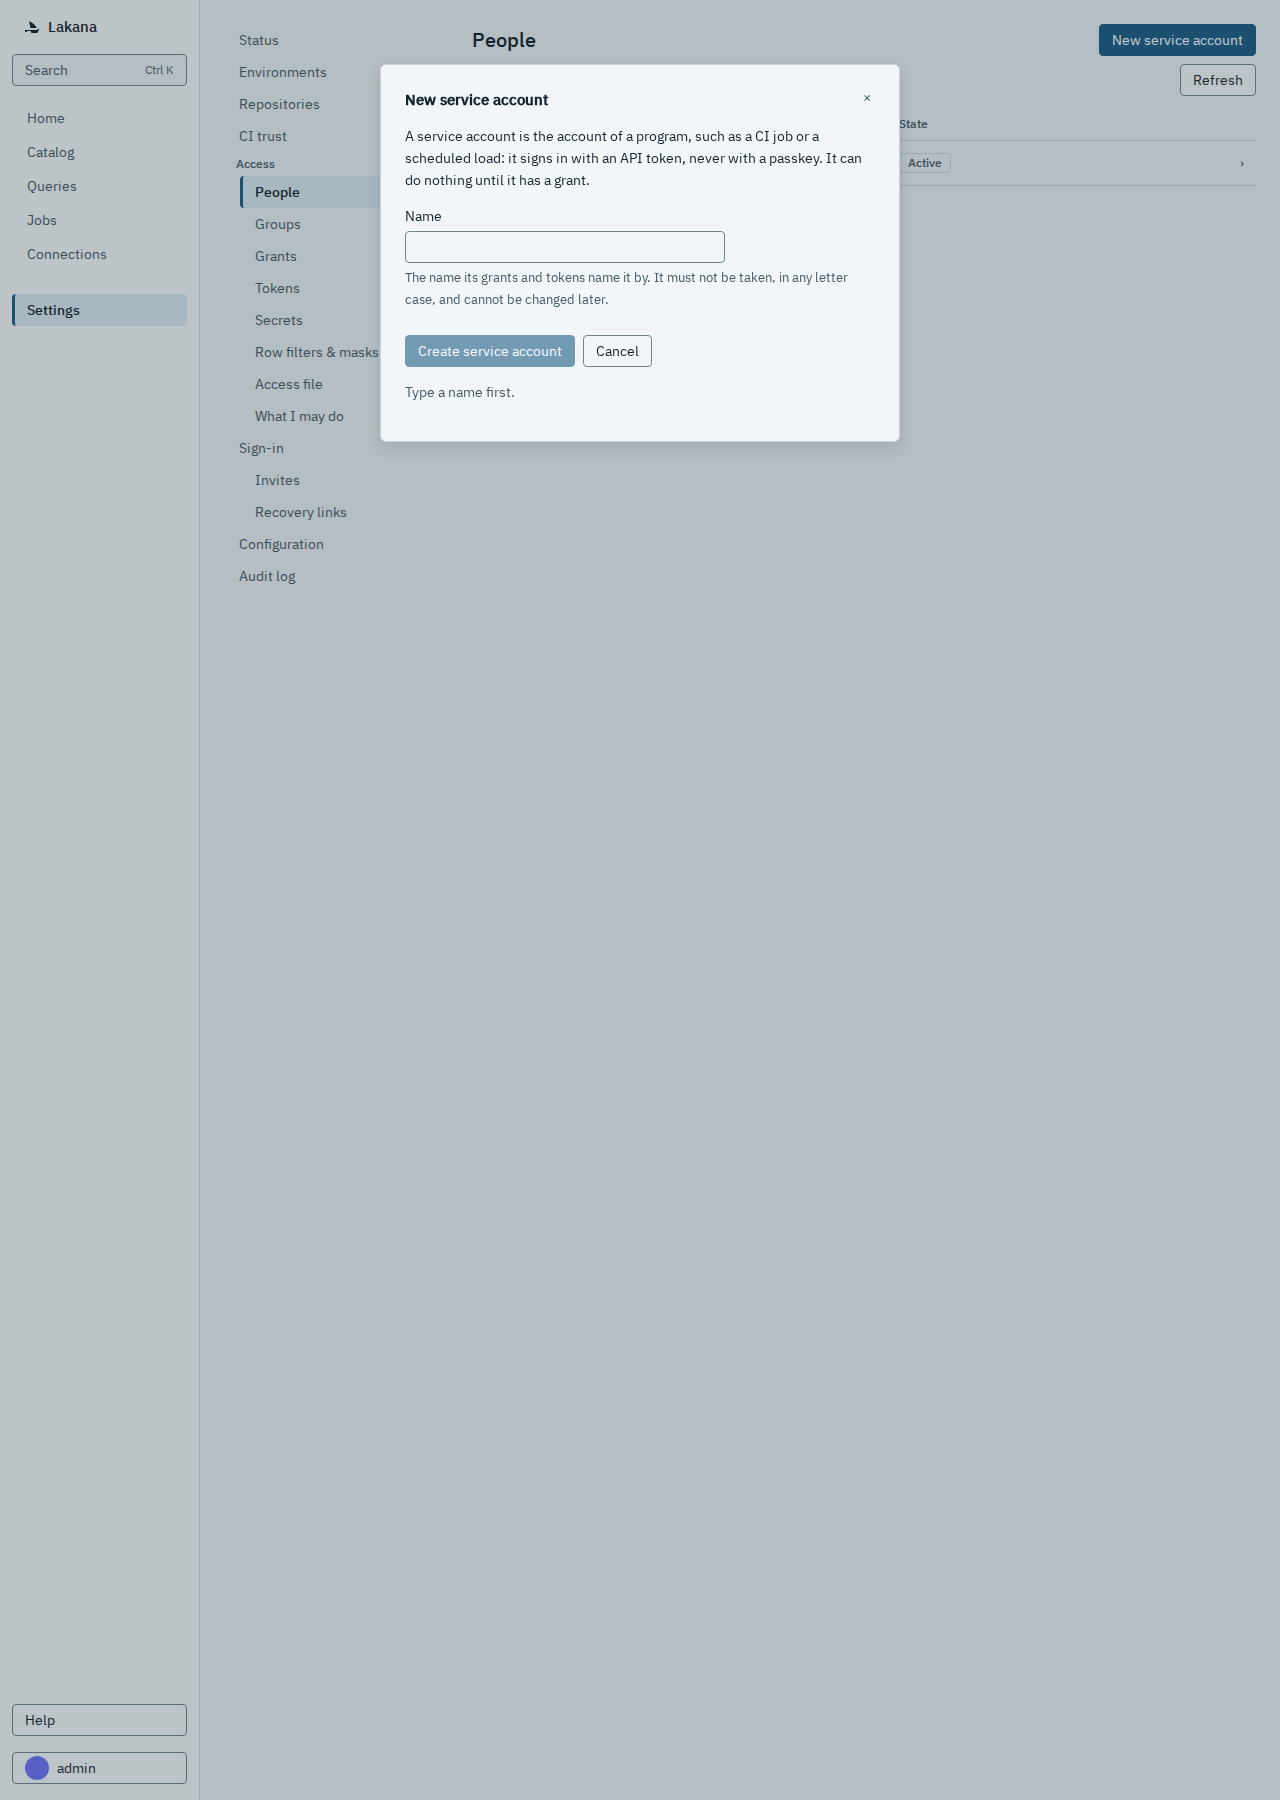 Lakana
Search Ctrl K
Home
Catalog
Queries
Jobs
Connections
Settings
Help
admin
Status
Environments
Repositories
CI trust
Access
People
Groups
Grants
Tokens
Secrets
Row filters & masks
Access file
What I may do
Sign-in
Invites
Recovery links
Configuration
Audit log
People
New service account
Refresh
State
Active ›
New service account ×
A service account is the account of a program, such as a CI job or a
scheduled load: it signs in with an API token, never with a passkey. It can
do nothing until it has a grant.
Name
The name its grants and tokens name it by. It must not be taken, in any letter
case, and cannot be changed later.
Create service account Cancel
Type a name first.